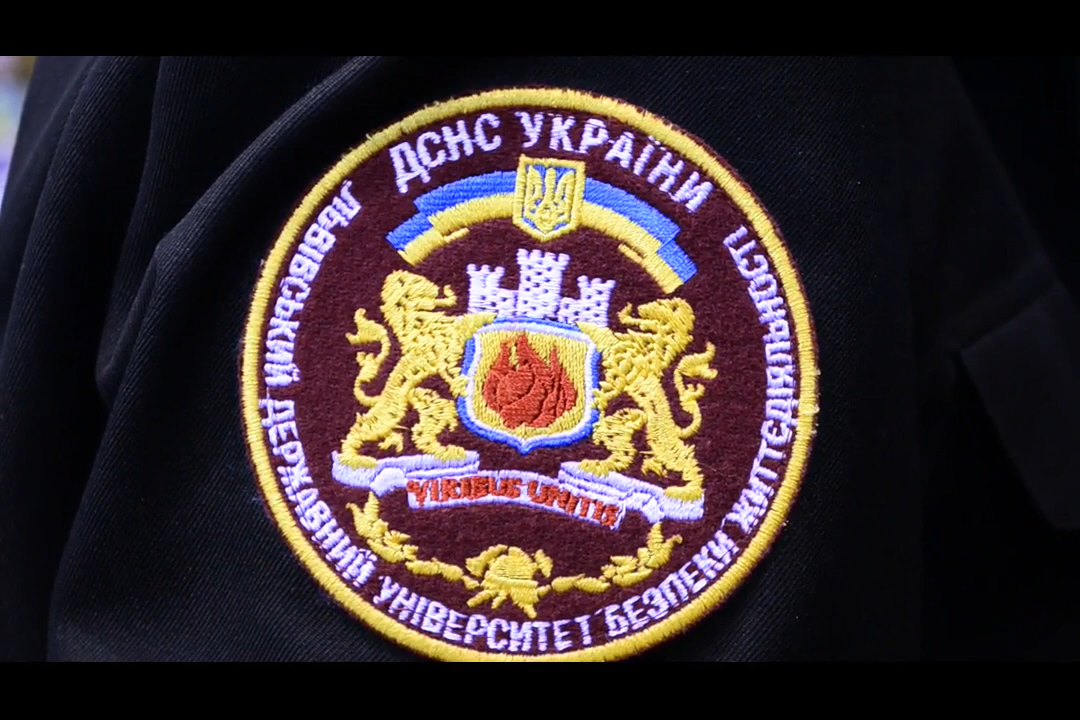 ДСНС УКРАЇНИ
ЛЬВІВСЬКИЙ ДЕРЖАВНИЙ УНІВЕРСИТЕТ БЕЗПЕКИ ЖИТТЄДІЯЛЬНОСТІ
VIRIBUS UNITIS